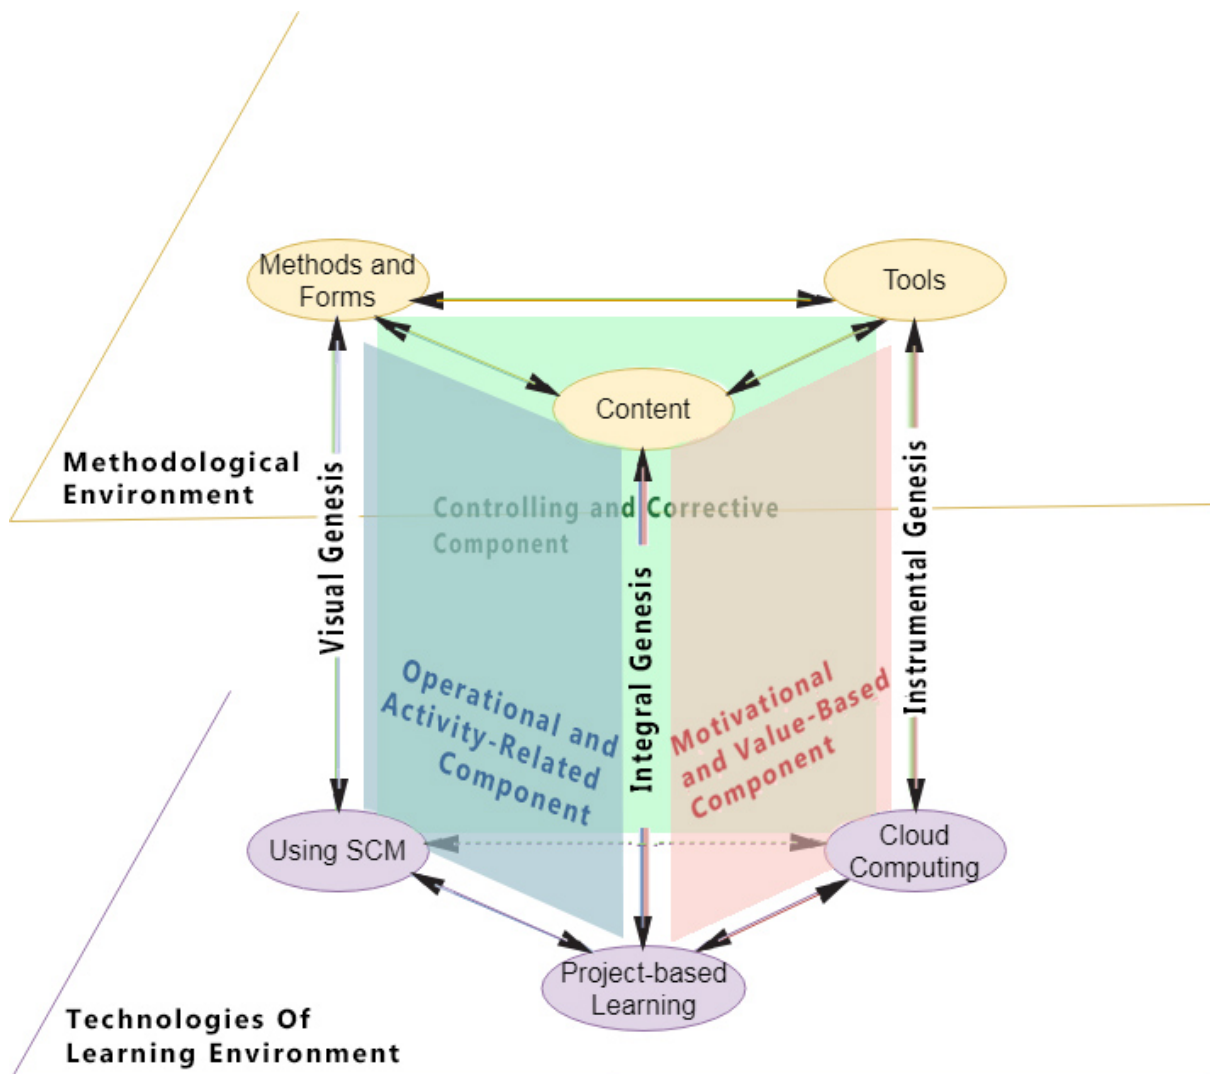 Methods and
Forms
Tools
Content
Methodological
Environment
Visual Genesis
Controlling and Corrective
Component
Integral Genesis
Instrumental Genesis
Operational and
Activity-Related
Component
Motivational
and Value-Based
Component
Using SCM
Cloud
Computing
Project-based
Learning
Technologies Of
Learning Environment